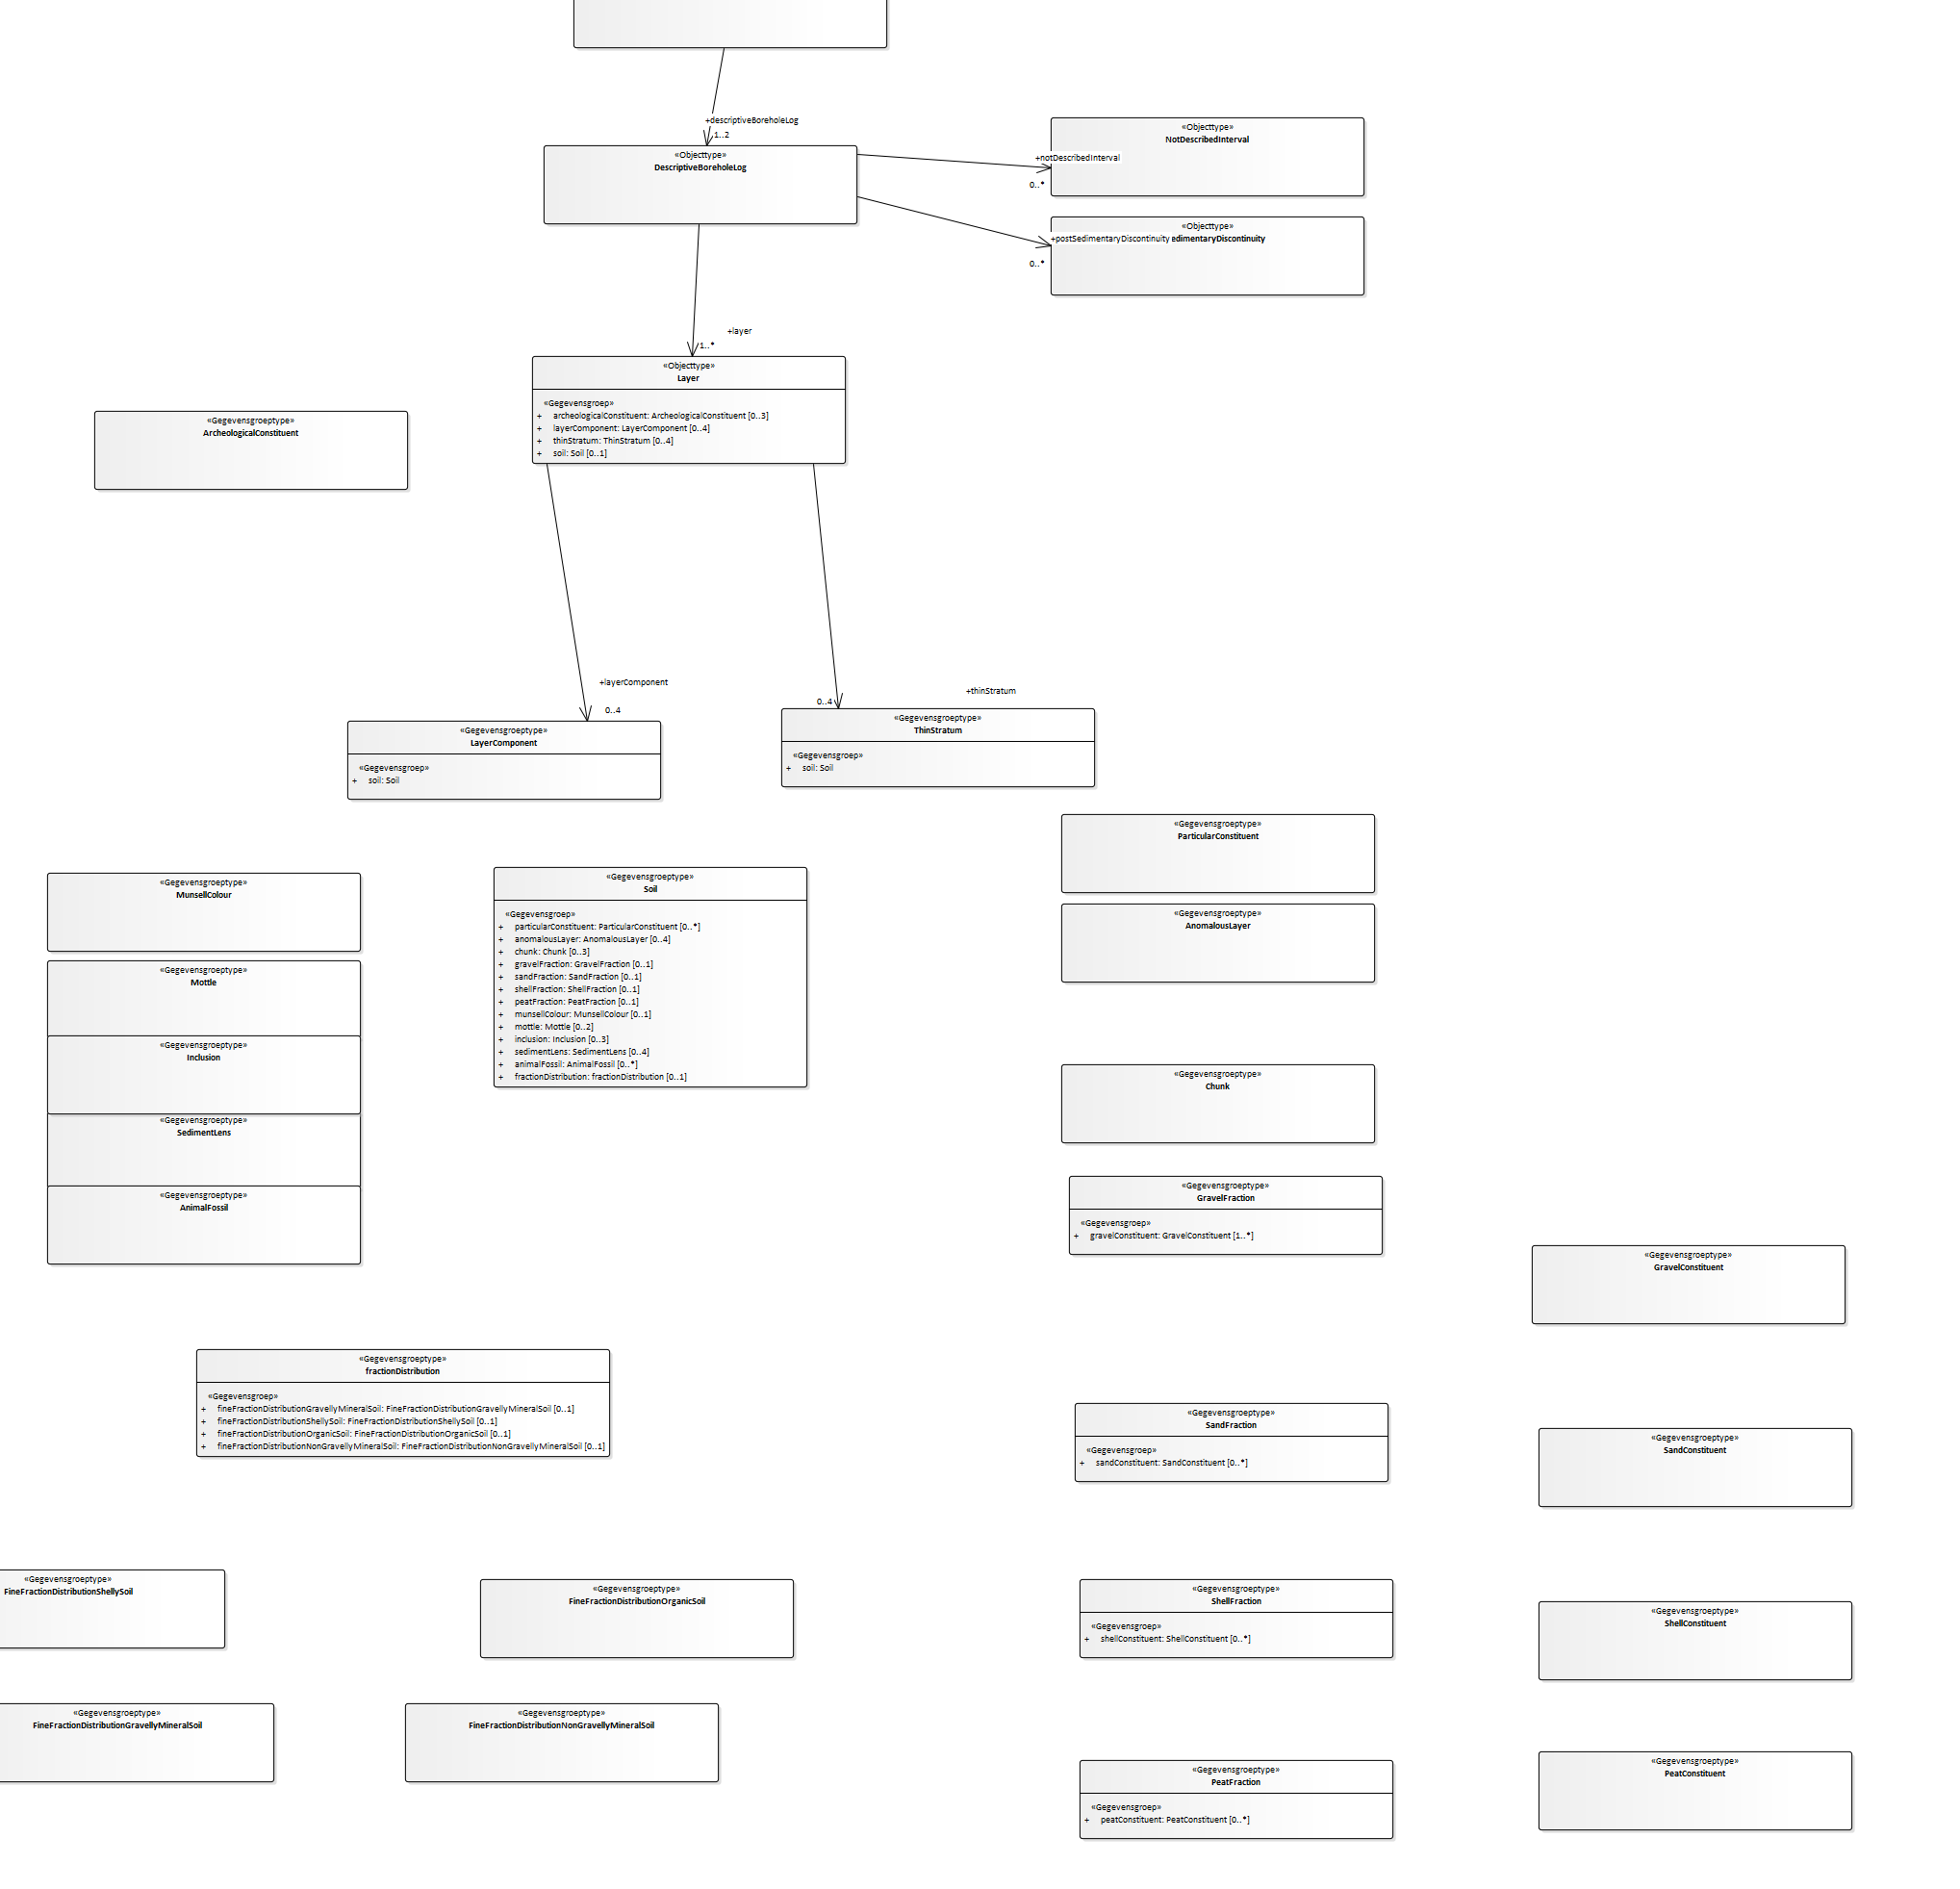 +descriptiveBoreholeLog
1..2
«Objecttype»
DescriptiveBoreholeLog
«Objecttype»
NotDescribedInterval
+notDescribedInterval
0..*
«Objecttype»
+postSedimentaryDiscontinuity edimentaryDiscontinuity
0..*
+layer
1..*
«Objecttype»
Layer
«Gegevensgroep»
+ archeologicalConstituent: ArcheologicalConstituent [0..3]
+ layerComponent: LayerComponent [0..4]
+ thinStratum: ThinStratum [0..4]
+ soil: Soil [0..1]
«Gegevensgroeptype»
ArcheologicalConstituent
+layerComponent
0..4
+thinStratum
0..4
«Gegevensgroeptype»
LayerComponent
«Gegevensgroep»
+ soil: Soil
«Gegevensgroeptype»
ThinStratum
«Gegevensgroep»
+ soil: Soil
«Gegevensgroeptype»
ParticularConstituent
«Gegevensgroeptype»
AnomalousLayer
«Gegevensgroeptype»
MunsellColour
«Gegevensgroeptype»
Mottle
«Gegevensgroeptype»
Inclusion
«Gegevensgroeptype»
SedimentLens
«Gegevensgroeptype»
AnimalFossil
«Gegevensgroeptype»
Soil
«Gegevensgroep»
+ particularConstituent: ParticularConstituent [0..*]
+ anomalousLayer: AnomalousLayer [0..4]
+ chunk: Chunk [0..3]
+ gravelFraction: GravelFraction [0..1]
+ sandFraction: SandFraction [0..1]
+ shellFraction: ShellFraction [0..1]
+ peatFraction: PeatFraction [0..1]
+ munsellColour: MunsellColour [0..1]
+ mottle: Mottle [0..2]
+ inclusion: Inclusion [0..3]
+ sedimentLens: SedimentLens [0..4]
+ animalFossil: AnimalFossil [0..*]
+ fractionDistribution: fractionDistribution [0..1]
«Gegevensgroeptype»
Chunk
«Gegevensgroeptype»
GravelFraction
«Gegevensgroep»
+ gravelConstituent: GravelConstituent [1..*]
«Gegevensgroeptype»
GravelConstituent
«Gegevensgroeptype»
fractionDistribution
«Gegevensgroep»
+ fineFractionDistributionGravellyMineralSoil: FineFractionDistributionGravellyMineralSoil [0..1]
+ fineFractionDistributionShellySoil: FineFractionDistributionShellySoil [0..1]
+ fineFractionDistributionOrganicSoil: FineFractionDistributionOrganicSoil [0..1]
+ fineFractionDistributionNonGravellyMineralSoil: FineFractionDistributionNonGravellyMineralSoil [0..1]
«Gegevensgroeptype»
SandFraction
«Gegevensgroep»
+ sandConstituent: SandConstituent [0..*]
«Gegevensgroeptype»
SandConstituent
«Gegevensgroeptype»
FineFractionDistributionShellySoil
«Gegevensgroeptype»
FineFractionDistributionOrganicSoil
«Gegevensgroeptype»
ShellFraction
«Gegevensgroep»
+ shellConstituent: ShellConstituent [0..*]
«Gegevensgroeptype»
ShellConstituent
«Gegevensgroeptype»
FineFractionDistributionGravellyMineralSoil
«Gegevensgroeptype»
FineFractionDistributionNonGravellyMineralSoil
«Gegevensgroeptype»
PeatFraction
«Gegevensgroep»
+ peatConstituent: PeatConstituent [0..*]
«Gegevensgroeptype»
PeatConstituent